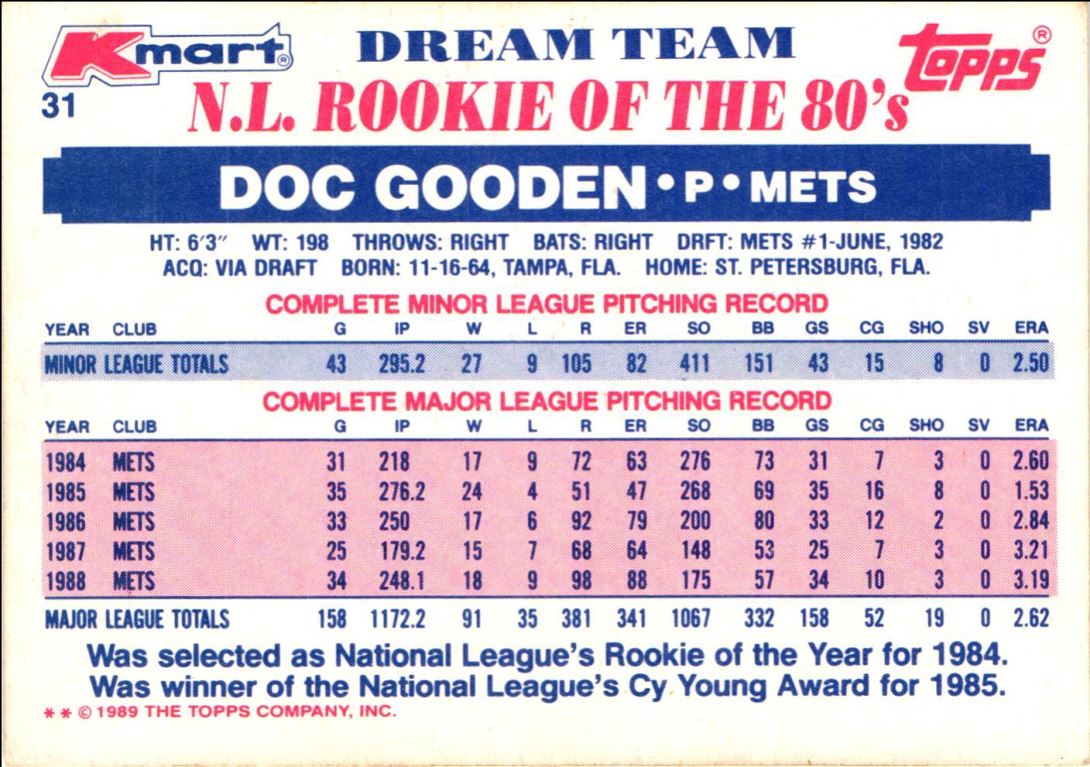 Kmart® DREAM TEAM TOPPS®
31 N.L. ROOKIE OF THE 80's
DOC GOODEN • P • METS
HT: 6'3" WT: 198 THROWS: RIGHT BATS: RIGHT DRFT: METS #1-JUNE, 1982
ACQ: VIA DRAFT BORN: 11-16-64, TAMPA, FLA. HOME: ST. PETERSBURG, FLA.
COMPLETE MINOR LEAGUE PITCHING RECORD
YEAR CLUB G IP W L R ER SO BB GS CG SHO SV ERA
MINOR LEAGUE TOTALS 43 295.2 27 9 105 82 411 151 43 15 8 0 2.50
COMPLETE MAJOR LEAGUE PITCHING RECORD
YEAR CLUB G IP W L R ER SO BB GS CG SHO SV ERA
1984 METS 31 218 17 9 72 63 276 73 31 7 3 0 2.60
1985 METS 35 276.2 24 4 51 47 268 69 35 16 8 0 1.53
1986 METS 33 250 17 6 92 79 200 80 33 12 2 0 2.84
1987 METS 25 179.2 15 7 68 64 148 53 25 7 3 0 3.21
1988 METS 34 248.1 18 9 98 88 175 57 34 10 3 0 3.19
MAJOR LEAGUE TOTALS 158 1172.2 91 35 381 341 1067 332 158 52 19 0 2.62
Was selected as National League's Rookie of the Year for 1984.
Was winner of the National League's Cy Young Award for 1985.
** © 1989 THE TOPPS COMPANY, INC.